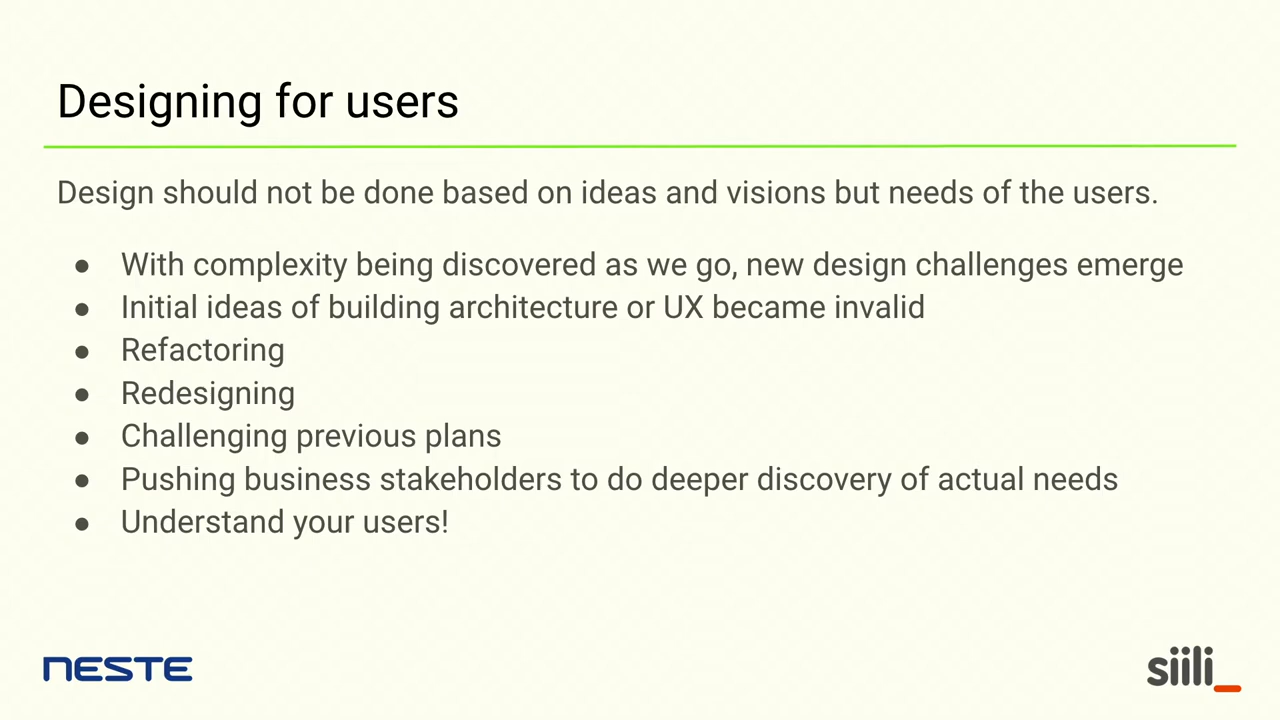 Designing for users
Design should not be done based on ideas and visions but needs of the users.
● With complexity being discovered as we go, new design challenges emerge
● Initial ideas of building architecture or UX became invalid
● Refactoring
● Redesigning
● Challenging previous plans
● Pushing business stakeholders to do deeper discovery of actual needs
● Understand your users!
NESTE
siili_